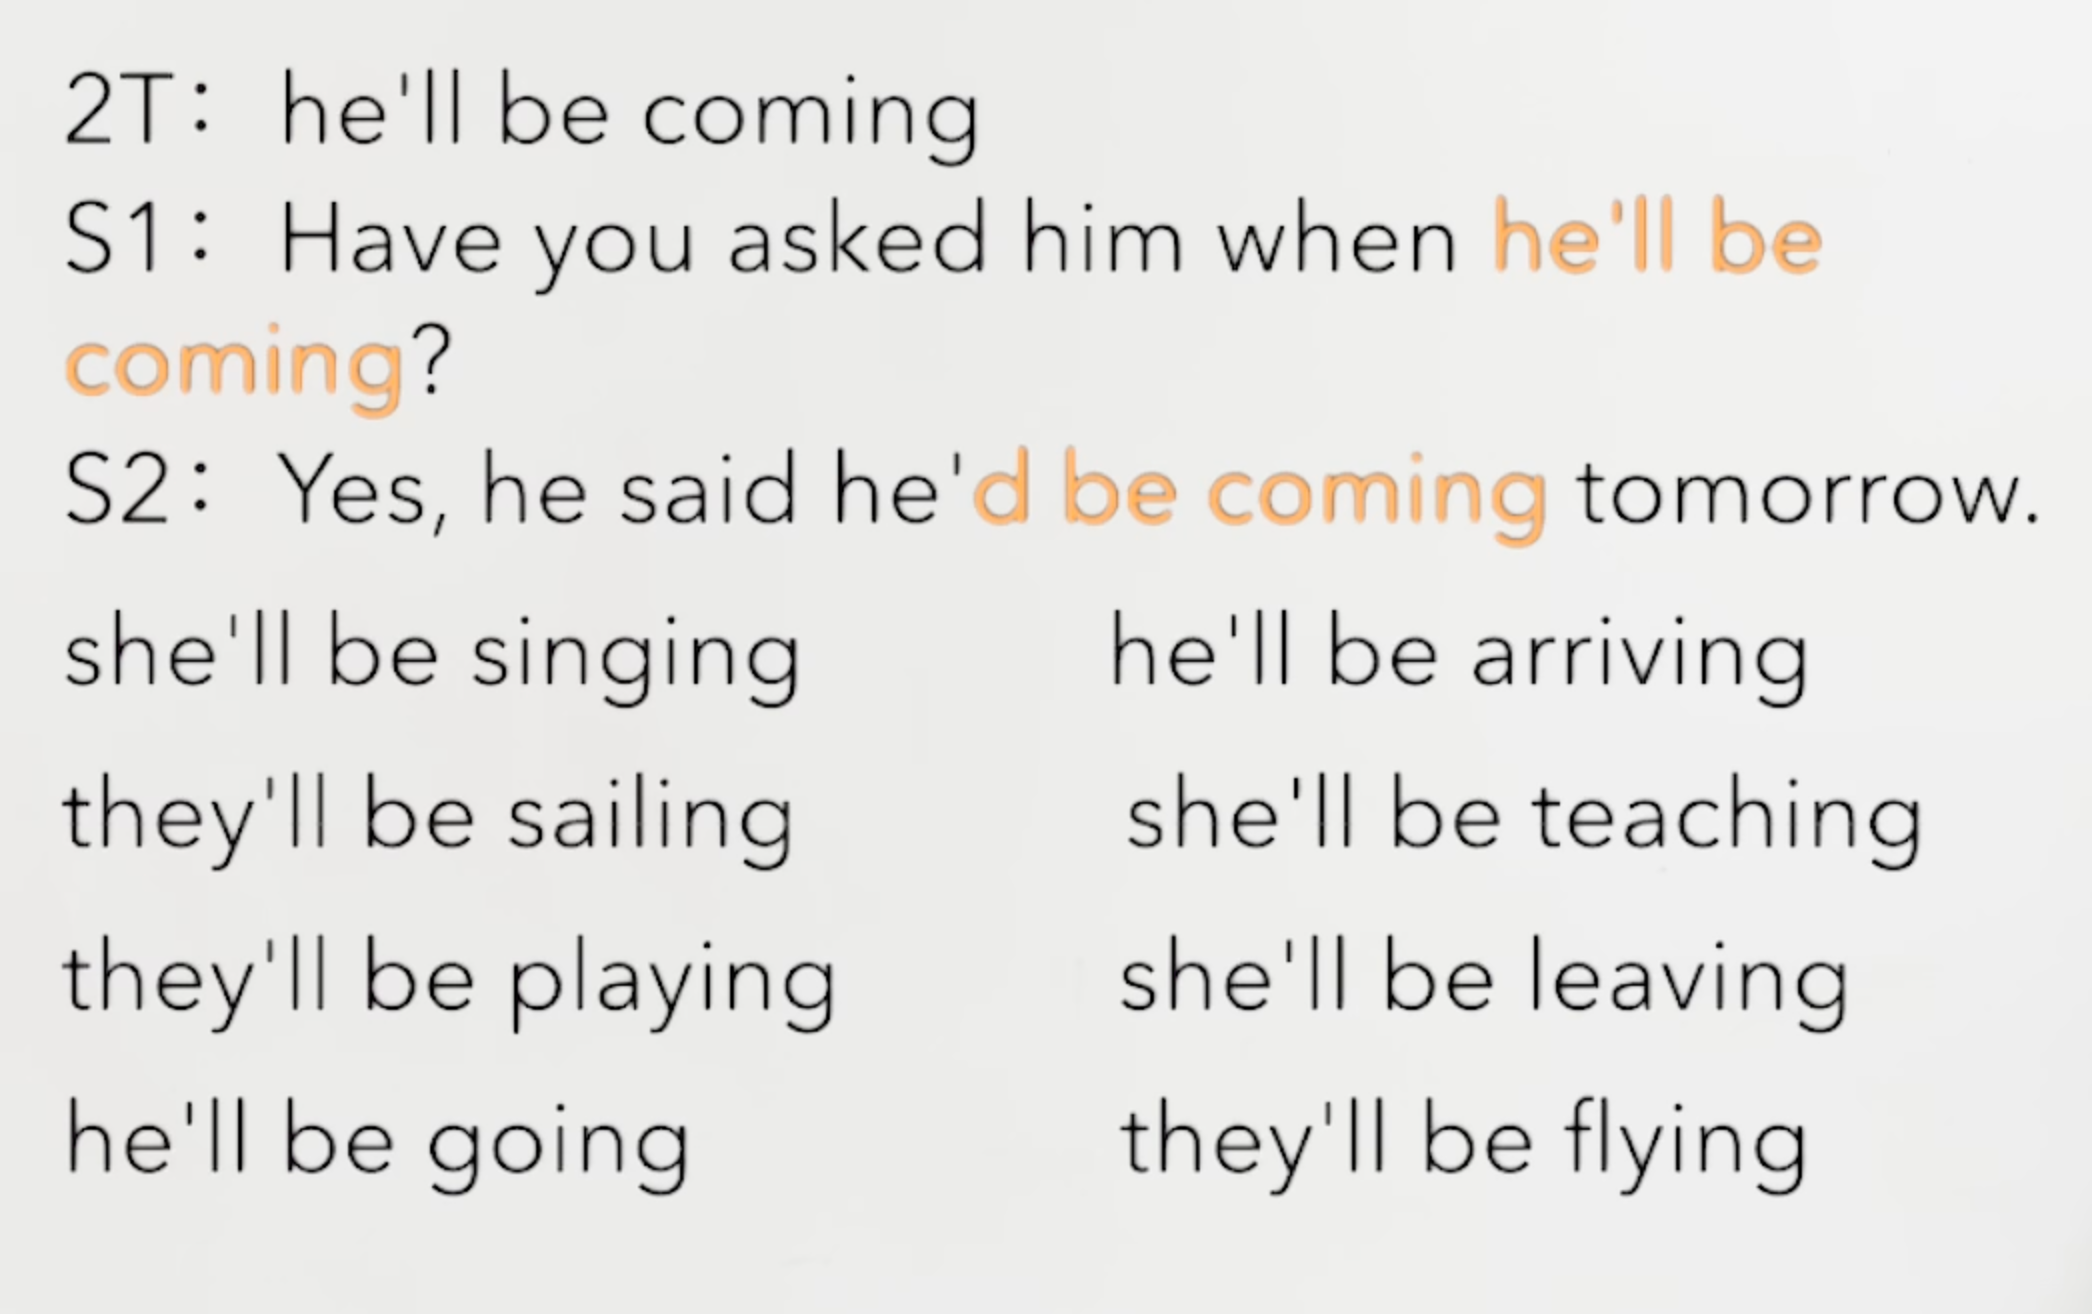 2T： he'll be coming
S1： Have you asked him when he'll be
coming?
S2： Yes, he said he'd be coming tomorrow.
she'll be singing he'll be arriving
they'll be sailing she'll be teaching
they'll be playing she'll be leaving
he'll be going they'll be flying